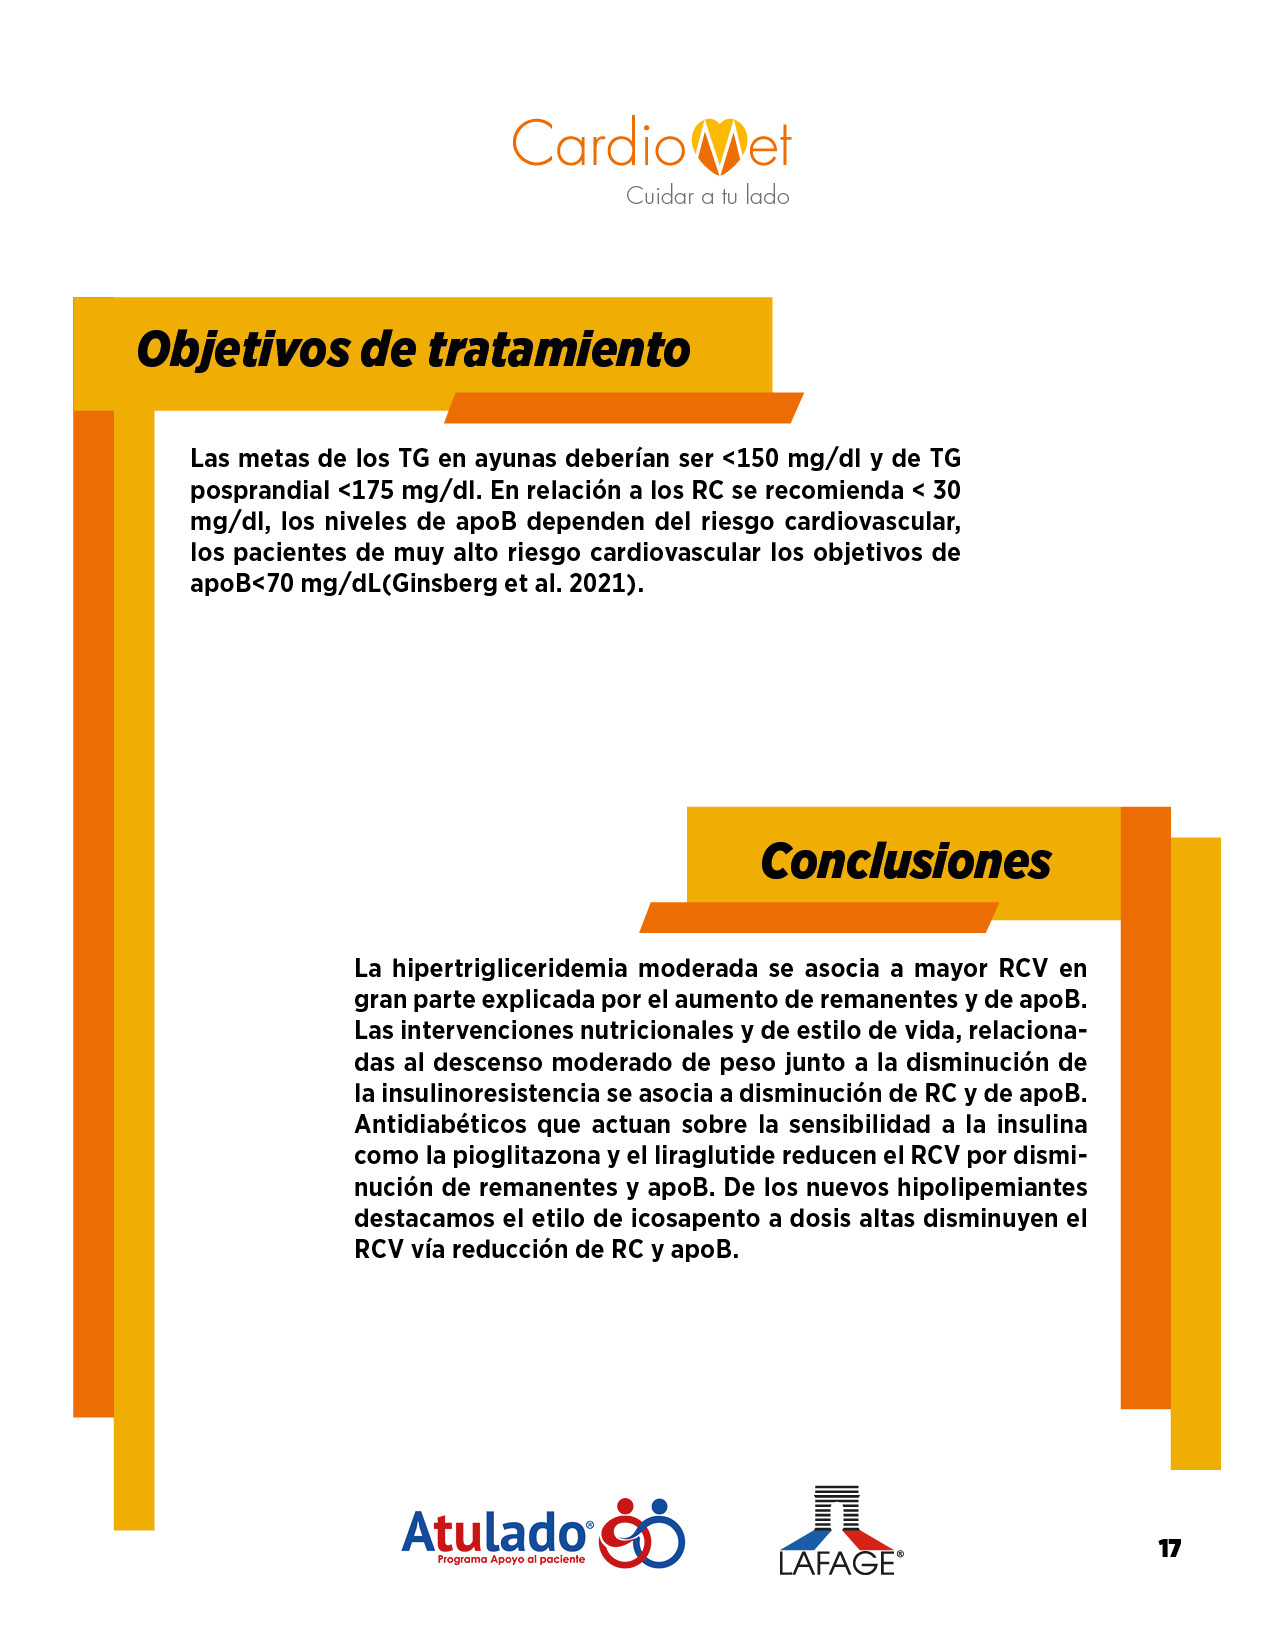 CardioMet
Cuidar a tu lado
Objetivos de tratamiento
Las metas de los TG en ayunas deberían ser <150 mg/dl y de TG
posprandial <175 mg/dl. En relación a los RC se recomienda < 30
mg/dl, los niveles de apoB dependen del riesgo cardiovascular,
los pacientes de muy alto riesgo cardiovascular los objetivos de
apoB<70 mg/dL(Ginsberg et al. 2021).
Conclusiones
La hipertrigliceridemia moderada se asocia a mayor RCV en
gran parte explicada por el aumento de remanentes y de apoB.
Las intervenciones nutricionales y de estilo de vida, relaciona-
das al descenso moderado de peso junto a la disminución de
la insulinoresistencia se asocia a disminución de RC y de apoB.
Antidiabéticos que actuan sobre la sensibilidad a la insulina
como la pioglitazona y el liraglutide reducen el RCV por dismi-
nución de remanentes y apoB. De los nuevos hipolipemiantes
destacamos el etilo de icosapento a dosis altas disminuyen el
RCV vía reducción de RC y apoB.
Atulado®
Programa Apoyo al paciente
LAFAGE®
17